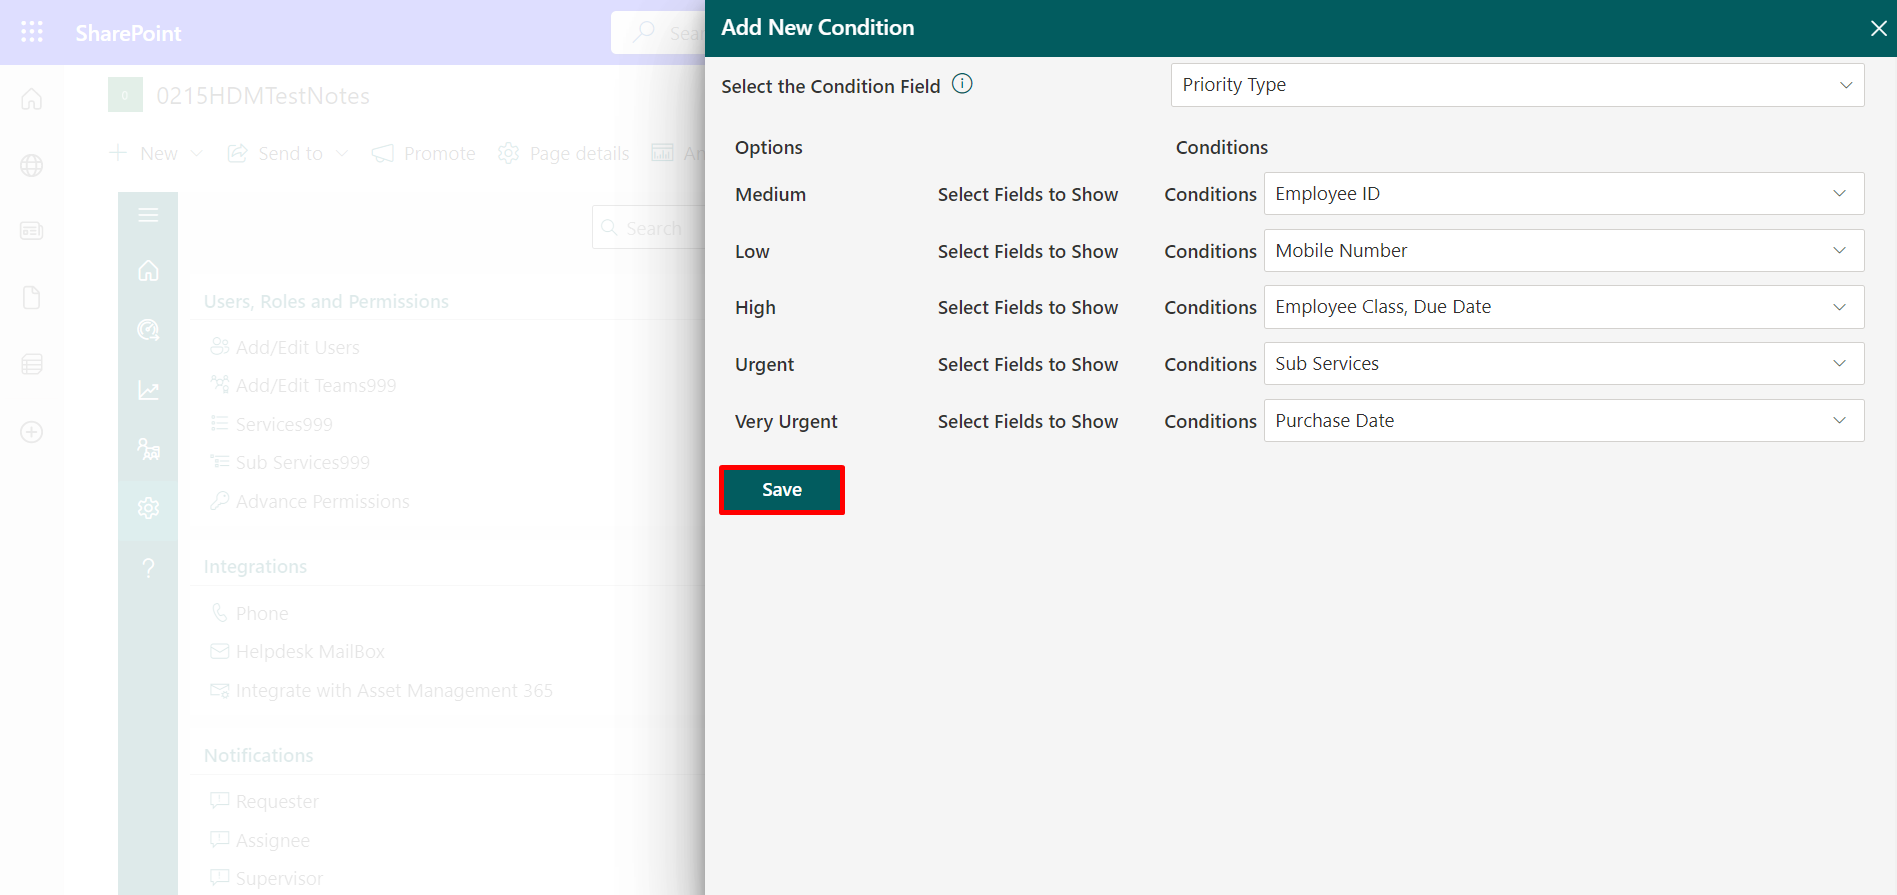 SharePoint
Sear
0
0215HDMTestNotes
New
Send to
Promote
Page details
An
Search
Users, Roles and Permissions
Add/Edit Users
Add/Edit Teams999
Services999
Sub Services999
Advance Permissions
Integrations
Phone
Helpdesk MailBox
Integrate with Asset Management 365
Notifications
Requester
Assignee
Supervisor
Add New Condition
Select the Condition Field
Priority Type
Options Conditions
Medium Select Fields to Show Conditions Employee ID
Low Select Fields to Show Conditions Mobile Number
High Select Fields to Show Conditions Employee Class, Due Date
Urgent Select Fields to Show Conditions Sub Services
Very Urgent Select Fields to Show Conditions Purchase Date
Save